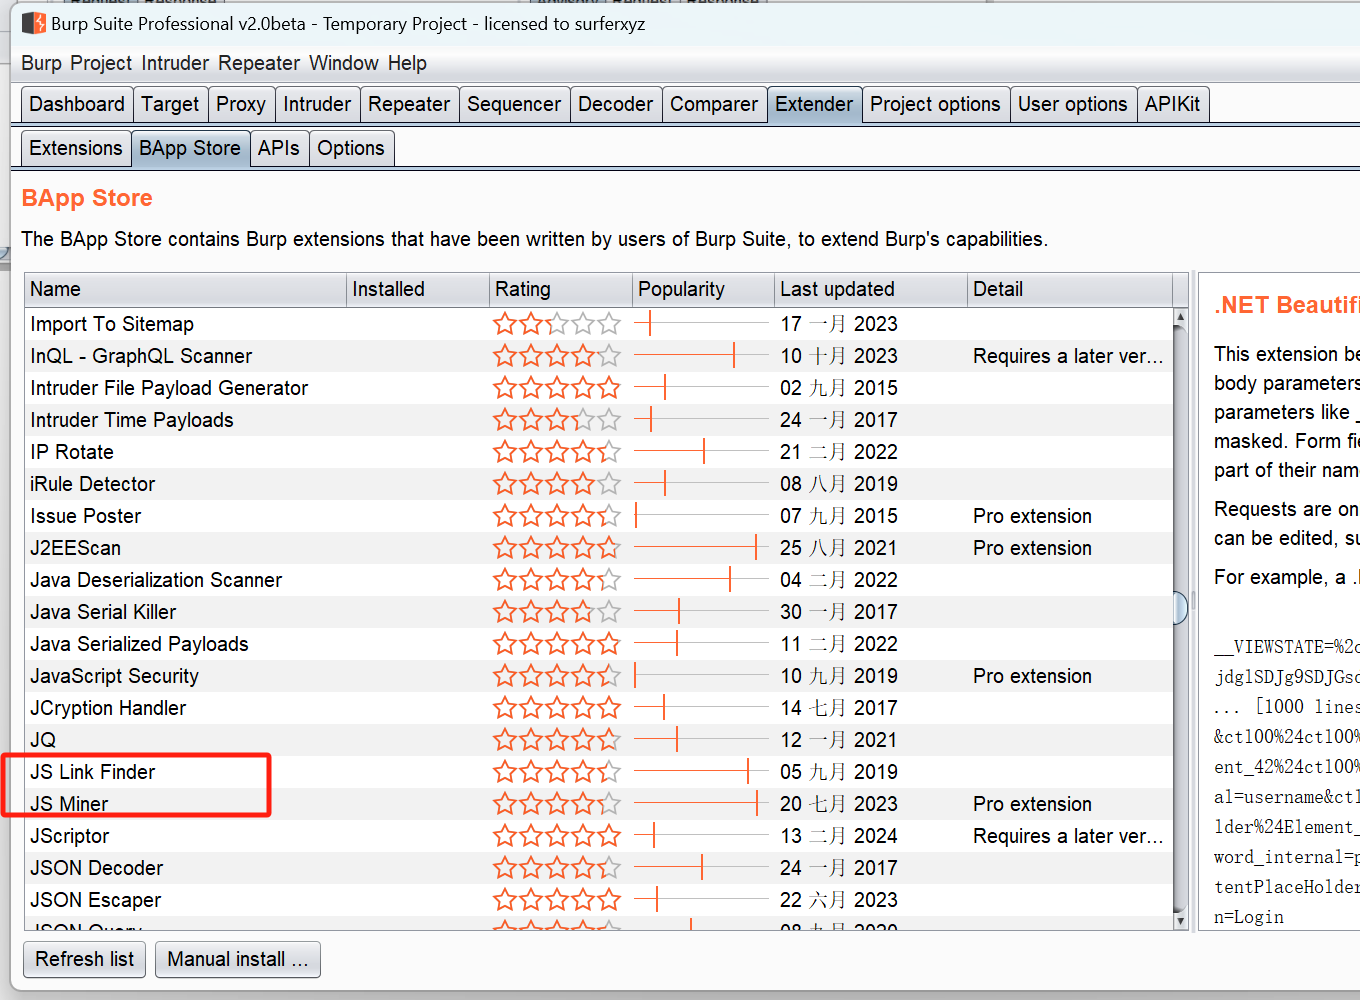 Burp Suite Professional v2.0beta - Temporary Project - licensed to surferxyz
Burp Project Intruder Repeater Window Help
Dashboard Target Proxy Intruder Repeater Sequencer Decoder Comparer Extender Project options User options APIKit
Extensions BApp Store APIs Options
BApp Store
The BApp Store contains Burp extensions that have been written by users of Burp Suite, to extend Burp's capabilities.
Name Installed Rating Popularity Last updated Detail
Import To Sitemap 17 一月 2023
InQL - GraphQL Scanner 10 十月 2023 Requires a later ver...
Intruder File Payload Generator 02 九月 2015
Intruder Time Payloads 24 一月 2017
IP Rotate 21 二月 2022
iRule Detector 08 八月 2019
Issue Poster 07 九月 2015 Pro extension
J2EEScan 25 八月 2021 Pro extension
Java Deserialization Scanner 04 二月 2022
Java Serial Killer 30 一月 2017
Java Serialized Payloads 11 二月 2022
JavaScript Security 10 九月 2019 Pro extension
JCryption Handler 14 七月 2017
JQ 12 一月 2021
JS Link Finder 05 九月 2019
JS Miner 20 七月 2023 Pro extension
JScriptor 13 二月 2024 Requires a later ver...
JSON Decoder 24 一月 2017
JSON Escaper 22 六月 2023
JSON Query
Refresh list Manual install ...
.NET Beautifi
This extension be
body parameters
parameters like _
masked. Form fie
part of their nam
Requests are on
can be edited, su
For example, a .
__VIEWSTATE=%2
jdglSDJg9SDJGsc
... [1000 lines
&ctl00%24ctl00%
ent_42%24ctl00%
al=username&ctl
lder%24Element_
word_internal=p
tentPlaceHolder
n=Login